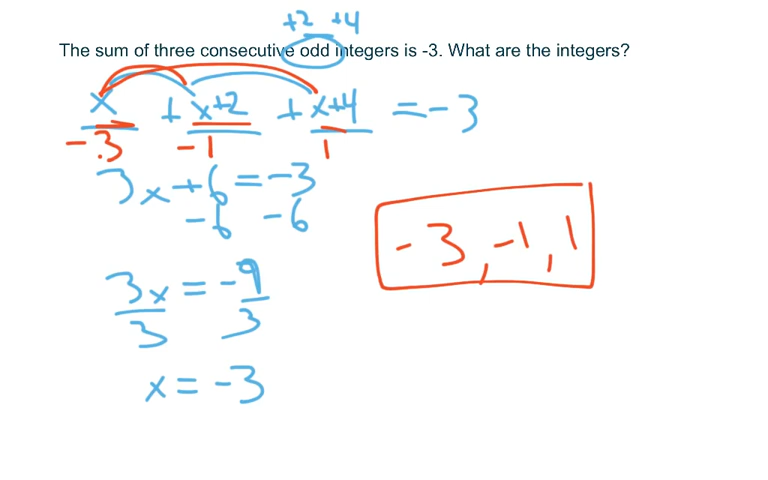 +2 +4
The sum of three consecutive odd integers is -3. What are the integers?
x + x+2 + x+4 = -3
-3 -1 1
3x+6=-3
-6 -6
-3, -1, 1
3x = -9
3 3
x = -3